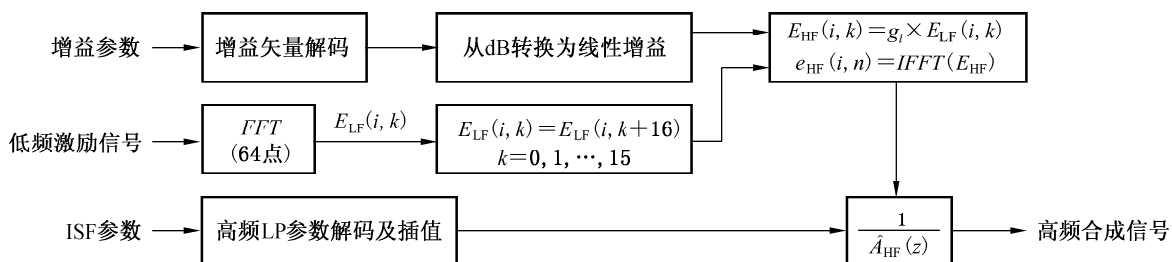 增益参数
增益矢量解码
从dB转换为线性增益
E_HF(i, k)=g_l×E_LF(i, k)
e_HF(i, n)=IFFT(E_HF)
低频激励信号
FFT
(64点)
E_LF(i, k)
E_LF(i, k)=E_LF(i, k+16)
k=0, 1, …, 15
ISF参数
高频LP参数解码及插值
1
Â_HF(z)
高频合成信号